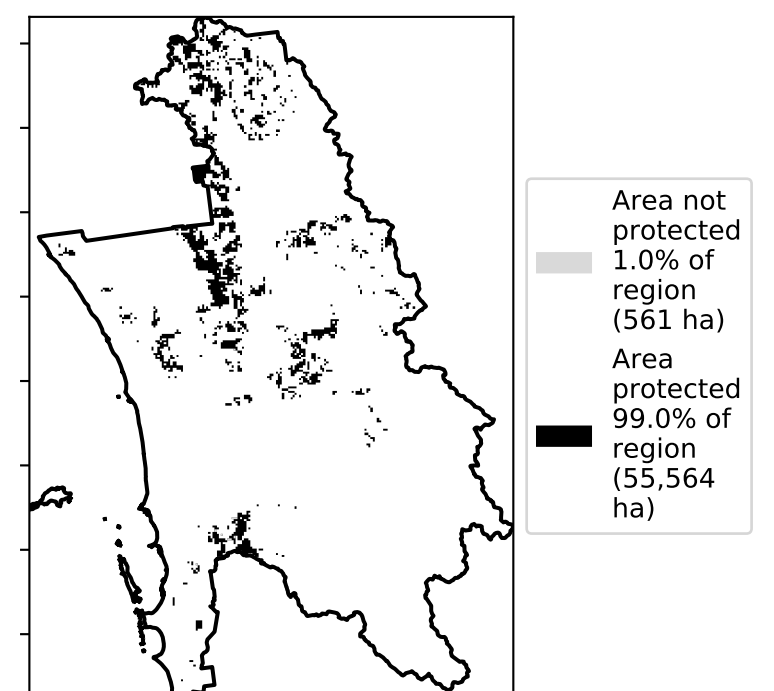 Area not
protected
1.0% of
region
(561 ha)
Area
protected
99.0% of
region
(55,564
ha)